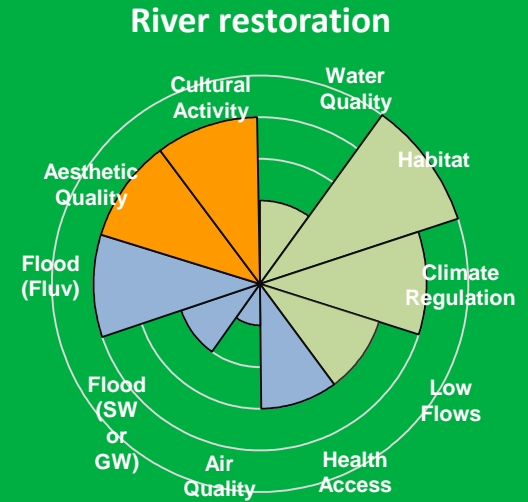 River restoration
Cultural
Activity
Water
Quality
Habitat
Climate
Regulation
Low
Flows
Health
Access
Air
Quality
Flood
(SW
or
GW)
Flood
(Fluv)
Aesthetic
Quality